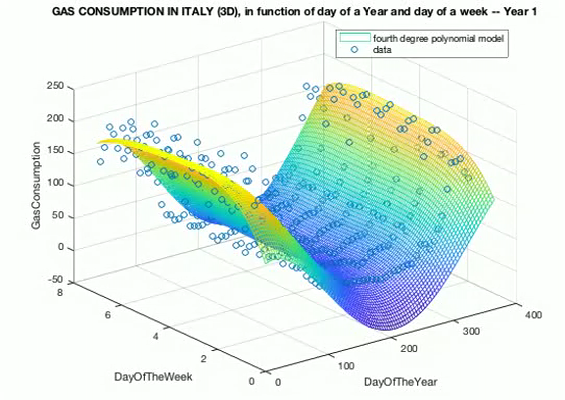 GAS CONSUMPTION IN ITALY (3D), in function of day of a Year and day of a week -- Year 1
fourth degree polynomial model
data
250
200
150
100
50
0
-50
GasConsumption
8
6
4
2
0
DayOfTheWeek
0
100
200
300
400
DayOfTheYear